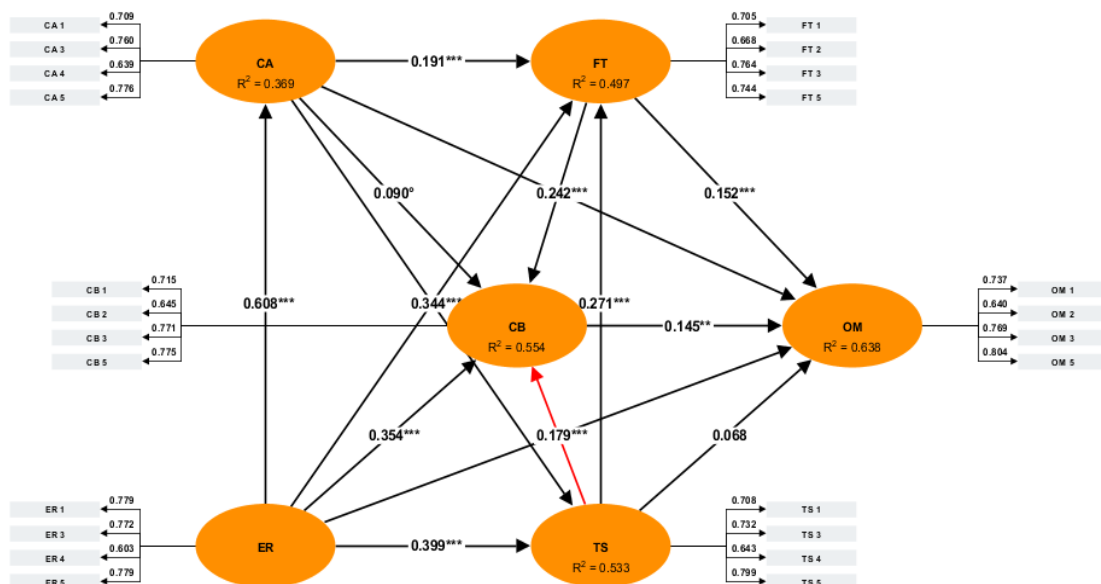 0.709
CA 1
0.760
CA 3
0.639
CA 4
0.776
CA 5
CA
R² = 0.369
0.191***
FT
R² = 0.497
0.705
FT 1
0.668
FT 2
0.764
FT 3
0.744
FT 5
0.090°
0.242***
0.152***
0.715
CB 1
0.645
CB 2
0.771
CB 3
0.775
CB 5
0.608***
0.344***
CB
R² = 0.554
0.271***
0.145**
OM
R² = 0.638
0.737
OM 1
0.640
OM 2
0.769
OM 3
0.804
OM 5
0.354***
0.179***
0.068
0.779
ER 1
0.772
ER 3
0.603
ER 4
0.779
ER 5
ER
0.399***
TS
R² = 0.533
0.708
TS 1
0.732
TS 3
0.643
TS 4
0.799
TS 5